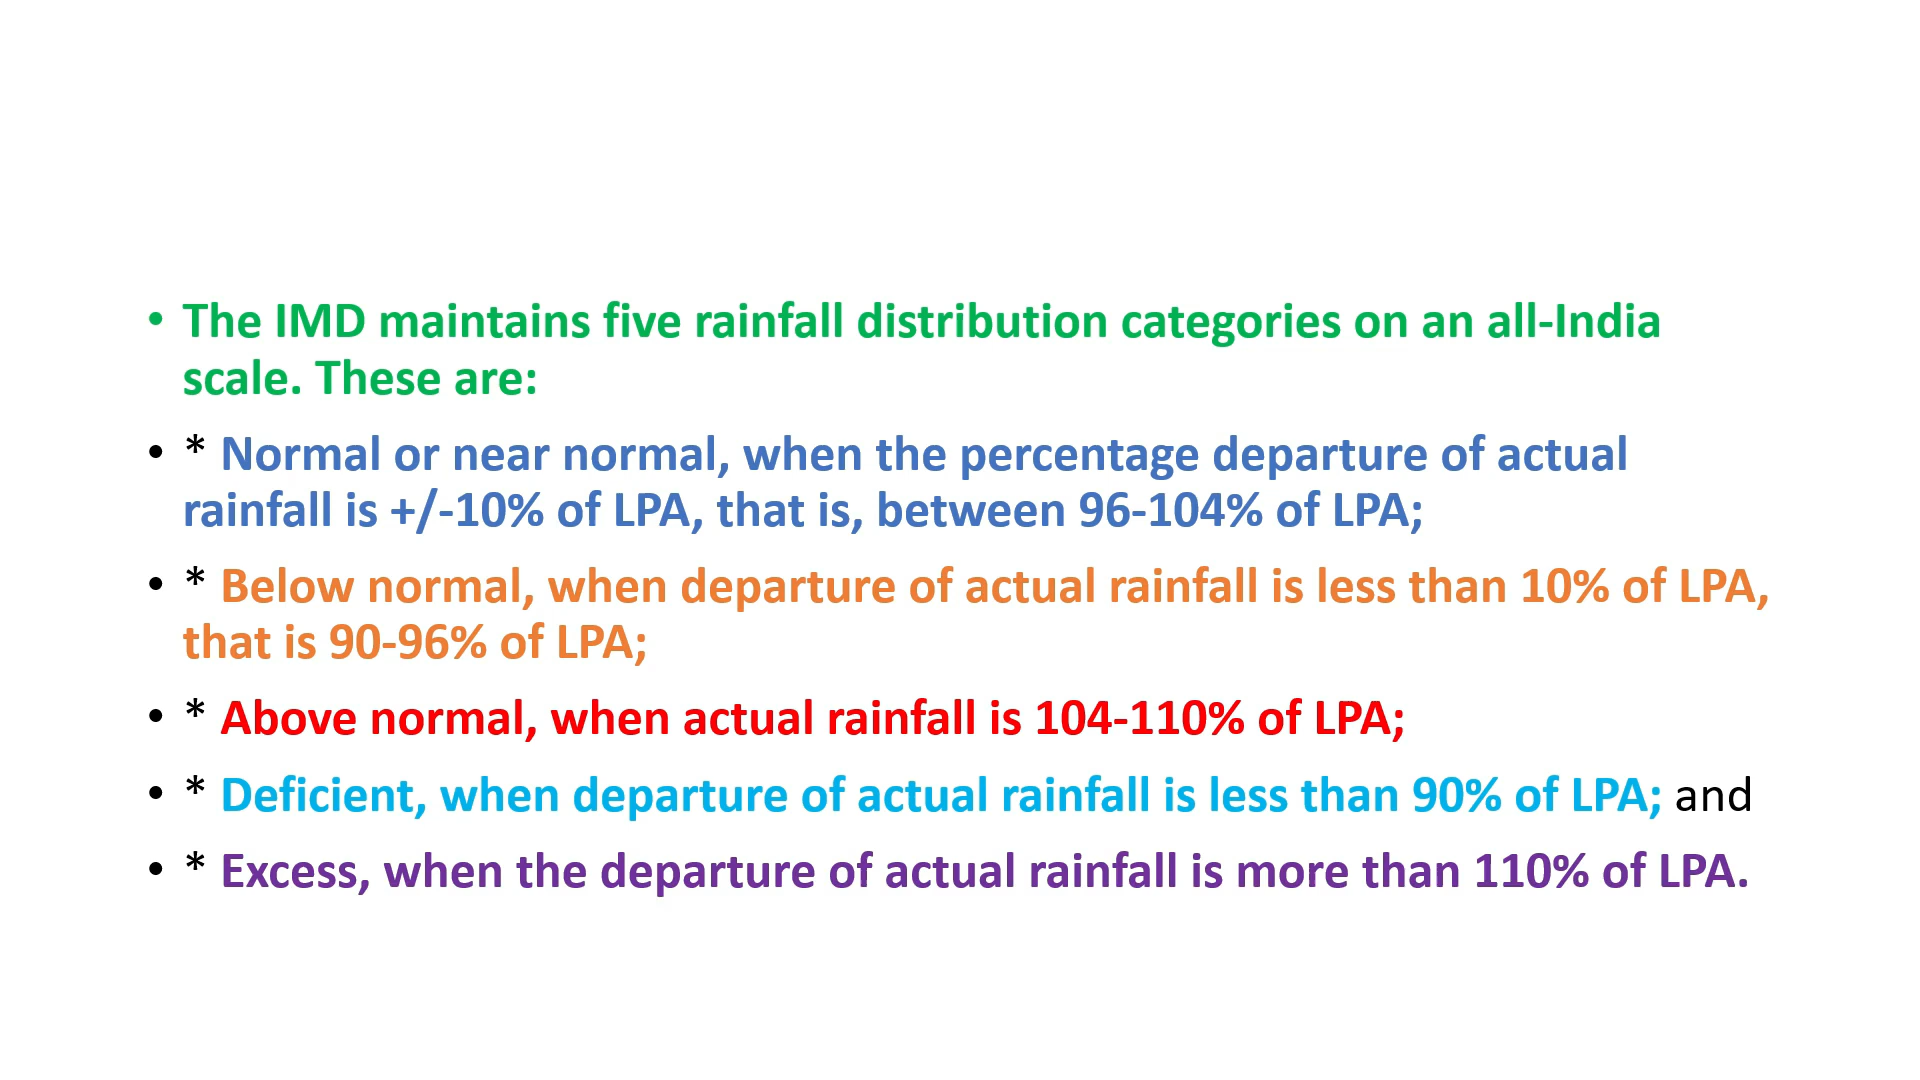 • The IMD maintains five rainfall distribution categories on an all-India
scale. These are:
• * Normal or near normal, when the percentage departure of actual
rainfall is +/-10% of LPA, that is, between 96-104% of LPA;
• * Below normal, when departure of actual rainfall is less than 10% of LPA,
that is 90-96% of LPA;
• * Above normal, when actual rainfall is 104-110% of LPA;
• * Deficient, when departure of actual rainfall is less than 90% of LPA; and
• * Excess, when the departure of actual rainfall is more than 110% of LPA.